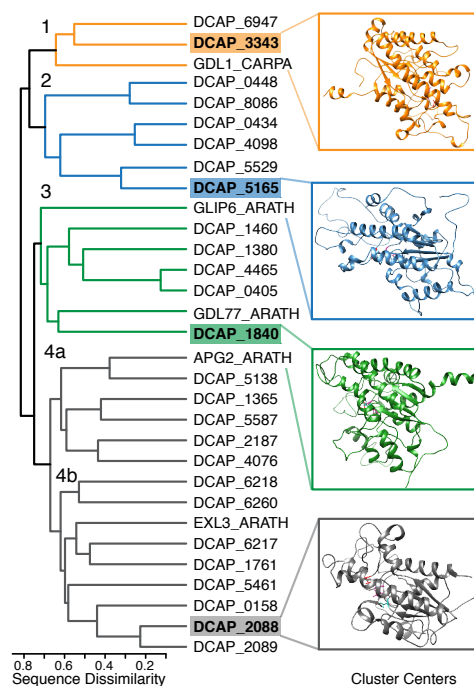 1
DCAP_6947
DCAP_3343
GDL1_CARPA
2
DCAP_0448
DCAP_8086
DCAP_0434
DCAP_4098
DCAP_5529
DCAP_5165
3
GLIP6_ARATH
DCAP_1460
DCAP_1380
DCAP_4465
DCAP_0405
GDL77_ARATH
DCAP_1840
4a
APG2_ARATH
DCAP_5138
DCAP_1365
DCAP_5587
DCAP_2187
DCAP_4076
4b
DCAP_6218
DCAP_6260
EXL3_ARATH
DCAP_6217
DCAP_1761
DCAP_5461
DCAP_0158
DCAP_2088
DCAP_2089
0.8 0.6 0.4 0.2
Sequence Dissimilarity
Cluster Centers